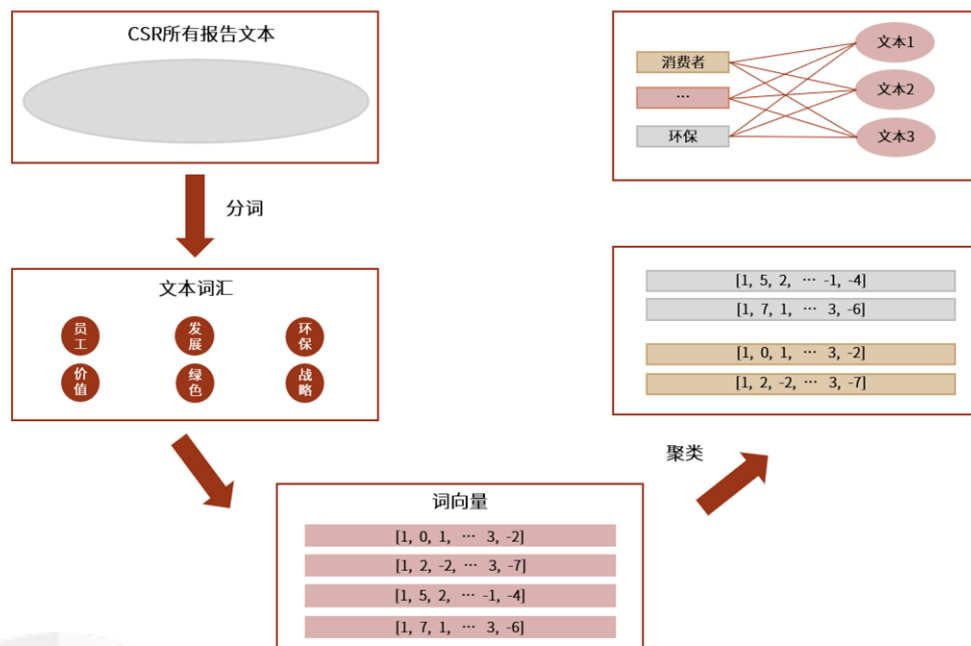 CSR所有报告文本
分词
文本词汇
员工
发展
环保
价值
绿色
战略
词向量
[1, 0, 1, … 3, -2]
[1, 2, -2, … 3, -7]
[1, 5, 2, … -1, -4]
[1, 7, 1, … 3, -6]
聚类
[1, 5, 2, … -1, -4]
[1, 7, 1, … 3, -6]
[1, 0, 1, … 3, -2]
[1, 2, -2, … 3, -7]
消费者
…
环保
文本1
文本2
文本3